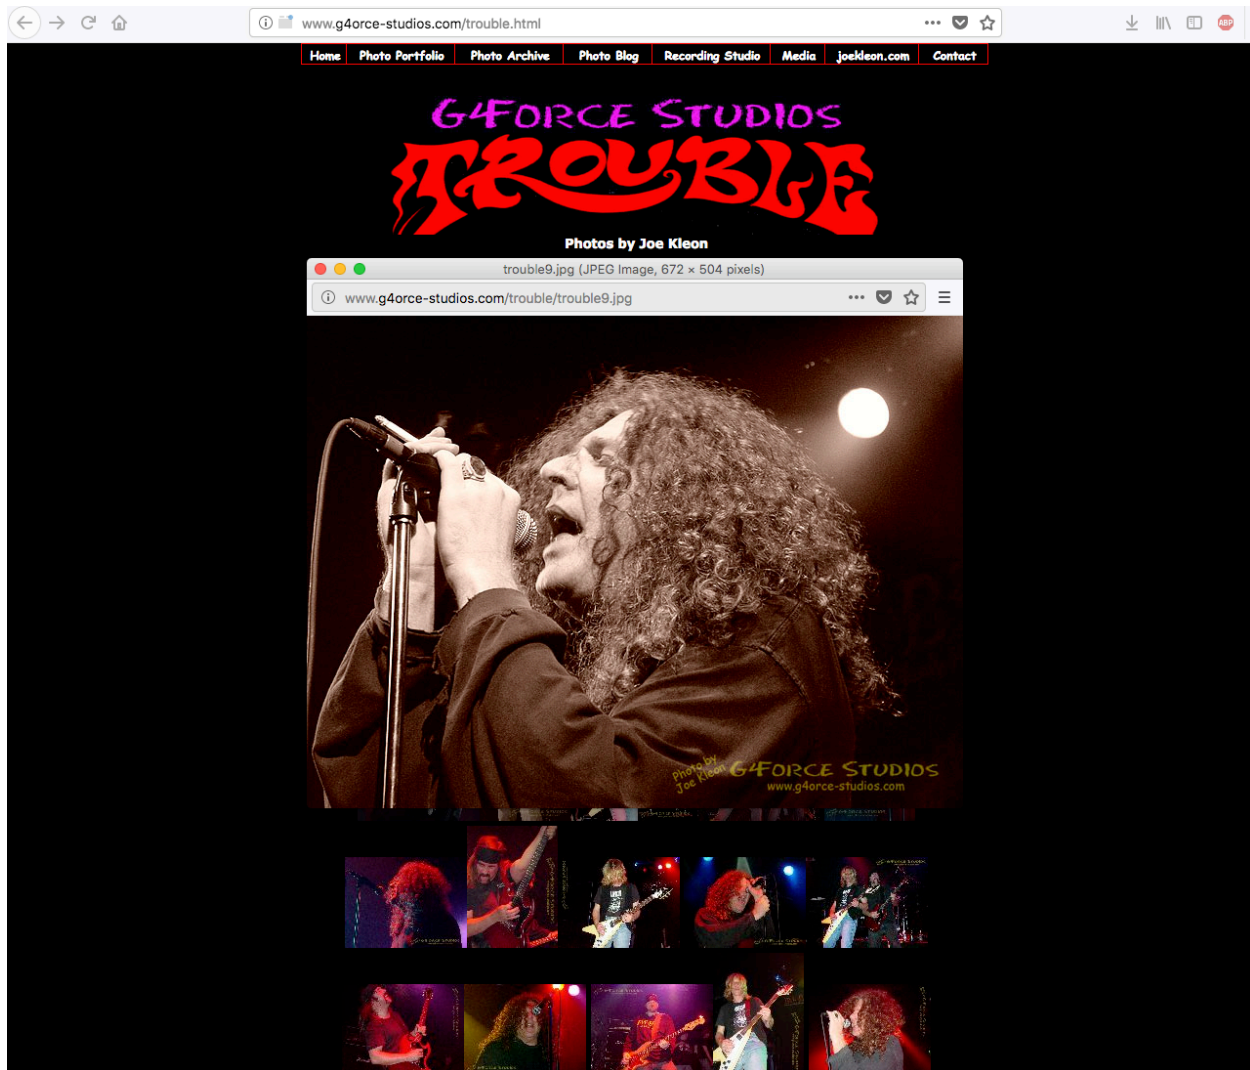 www.g4orce-studios.com/trouble.html
Home Photo Portfolio Photo Archive Photo Blog Recording Studio Media joekleon.com Contact
G4FORCE STUDIOS
TROUBLE
Photos by Joe Kleon
trouble9.jpg (JPEG Image, 672 × 504 pixels)
www.g4orce-studios.com/trouble/trouble9.jpg
Photo by
Joe Kleon
G4FORCE STUDIOS
www.g4orce-studios.com